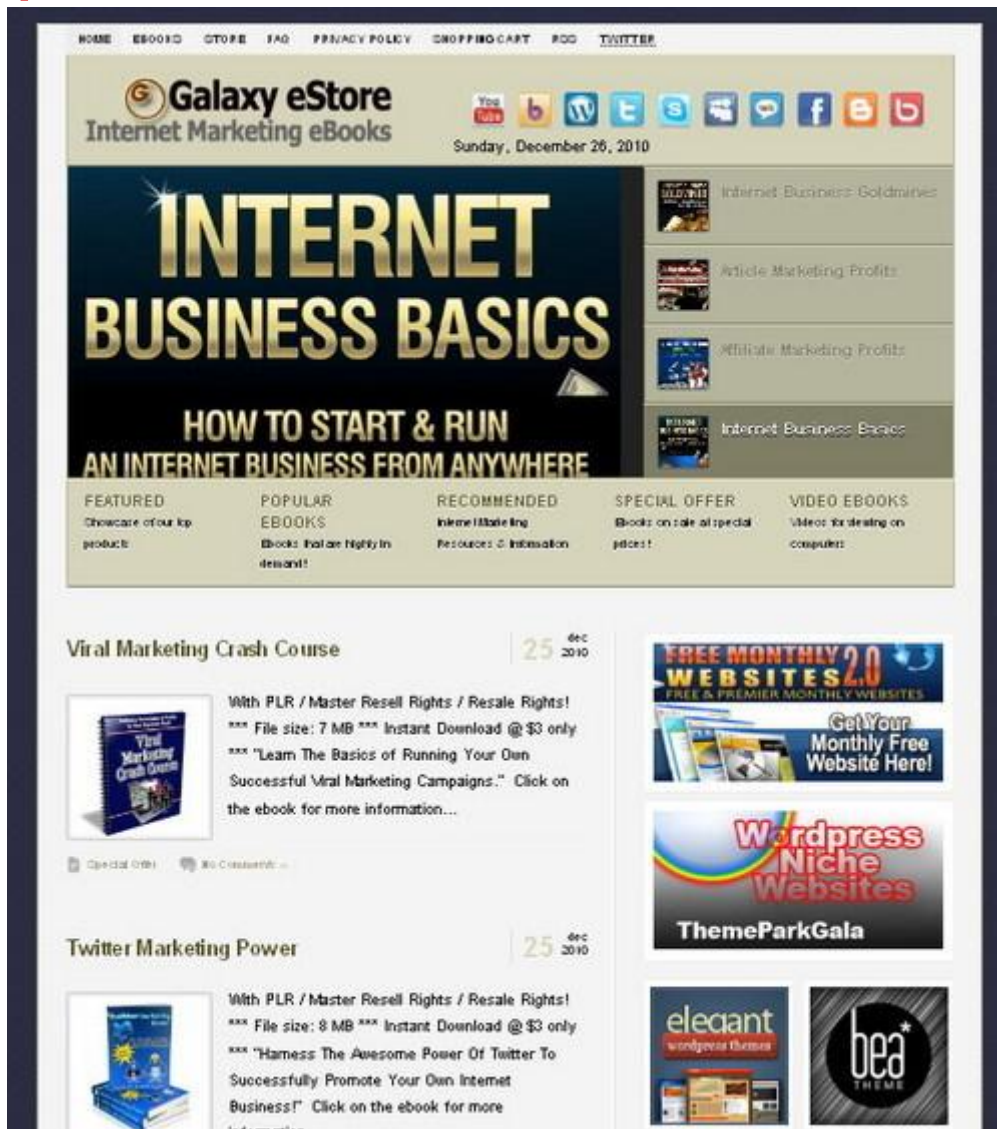 HOME EBOOKS STORE FAQ PRIVACY POLICY SHOPPING CART RSS TWITTER
Galaxy eStore
Internet Marketing eBooks
You Tube
Sunday, December 26, 2010
INTERNET
BUSINESS BASICS
HOW TO START & RUN
AN INTERNET BUSINESS FROM ANYWHERE
Internet Business Goldmines
Article Marketing Profits
Affiliate Marketing Profits
Internet Business Basics
FEATURED
Showcase of our top
products
POPULAR
EBOOKS
Ebooks that are highly in
demand!
RECOMMENDED
Internet Marketing
Resources & Information
SPECIAL OFFER
Ebooks on sale at special
prices!
VIDEO EBOOKS
Videos for viewing on
computers
Viral Marketing Crash Course
25 dec 2010
Viral
Marketing
Crash Course
With PLR / Master Resell Rights / Resale Rights!
*** File size: 7 MB *** Instant Download @ $3 only
*** "Learn The Basics of Running Your Own
Successful Viral Marketing Campaigns." Click on
the ebook for more information...
Special Offer No Comments »
Twitter Marketing Power
25 dec 2010
With PLR / Master Resell Rights / Resale Rights!
*** File size: 8 MB *** Instant Download @ $3 only
*** "Harness The Awesome Power Of Twitter To
Successfully Promote Your Own Internet
Business!" Click on the ebook for more
FREE MONTHLY 2.0
WEBSITES
FREE & PREMIER MONTHLY WEBSITES
Get Your
Monthly Free
Website Here!
Wordpress
Niche
Websites
ThemeParkGala
elegant
wordpress themes
bea*
THEME